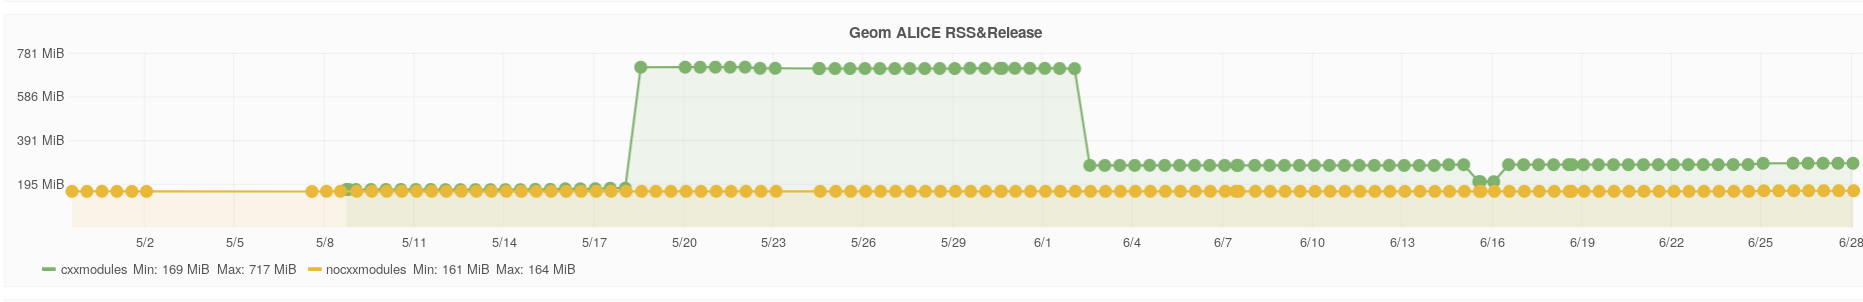 Geom ALICE RSS&Release
781 MiB
586 MiB
391 MiB
195 MiB
5/2 5/5 5/8 5/11 5/14 5/17 5/20 5/23 5/26 5/29 6/1 6/4 6/7 6/10 6/13 6/16 6/19 6/22 6/25 6/28
cxxmodules Min: 169 MiB Max: 717 MiB nocxxmodules Min: 161 MiB Max: 164 MiB